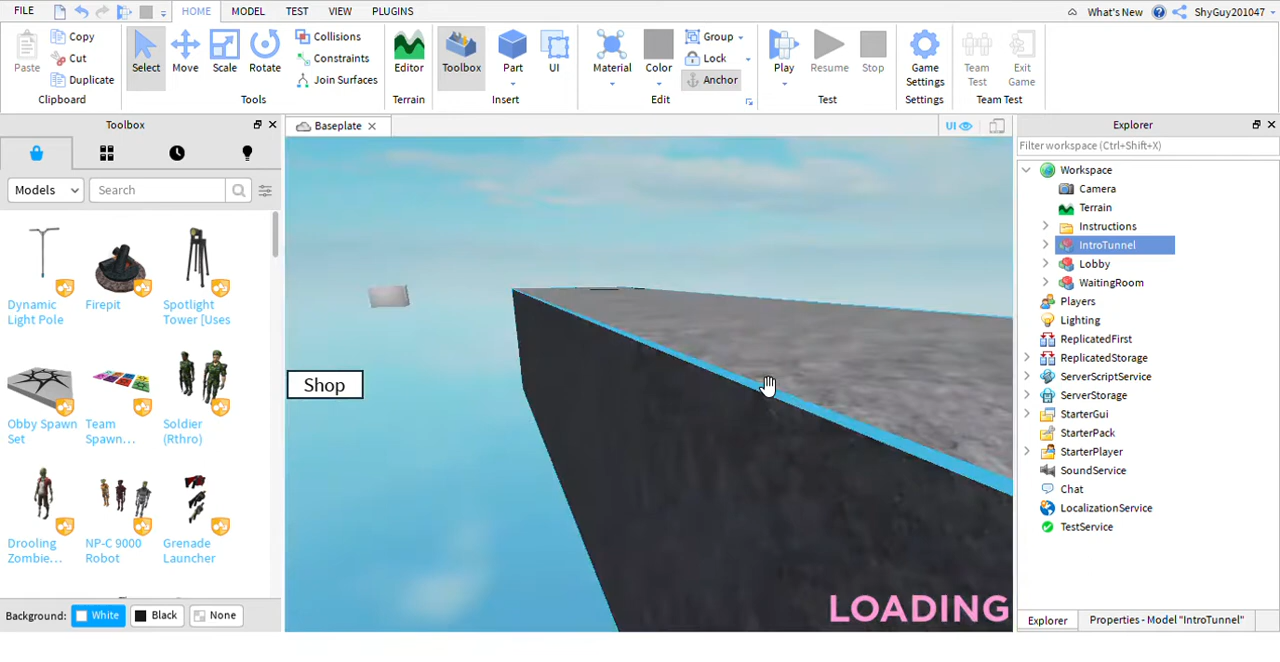 FILE HOME MODEL TEST VIEW PLUGINS What's New ShyGuy201047
Paste Copy Cut Duplicate Clipboard
Select Move Scale Rotate Collisions Constraints Join Surfaces Tools
Editor Terrain
Toolbox Part UI Insert
Material Color Group Lock Anchor Edit
Play Resume Stop Test
Game Settings Settings
Team Test Exit Game Team Test
Toolbox
Models Search
Dynamic Light Pole
Firepit
Spotlight Tower [Uses
Obby Spawn Set
Team Spawn...
Soldier (Rthro)
Drooling Zombie...
NP-C 9000 Robot
Grenade Launcher
Background: White Black None
Baseplate
UI
Shop
LOADING
Explorer
Filter workspace (Ctrl+Shift+X)
Workspace
Camera
Terrain
Instructions
IntroTunnel
Lobby
WaitingRoom
Players
Lighting
ReplicatedFirst
ReplicatedStorage
ServerScriptService
ServerStorage
StarterGui
StarterPack
StarterPlayer
SoundService
Chat
LocalizationService
TestService
Explorer Properties - Model "IntroTunnel"